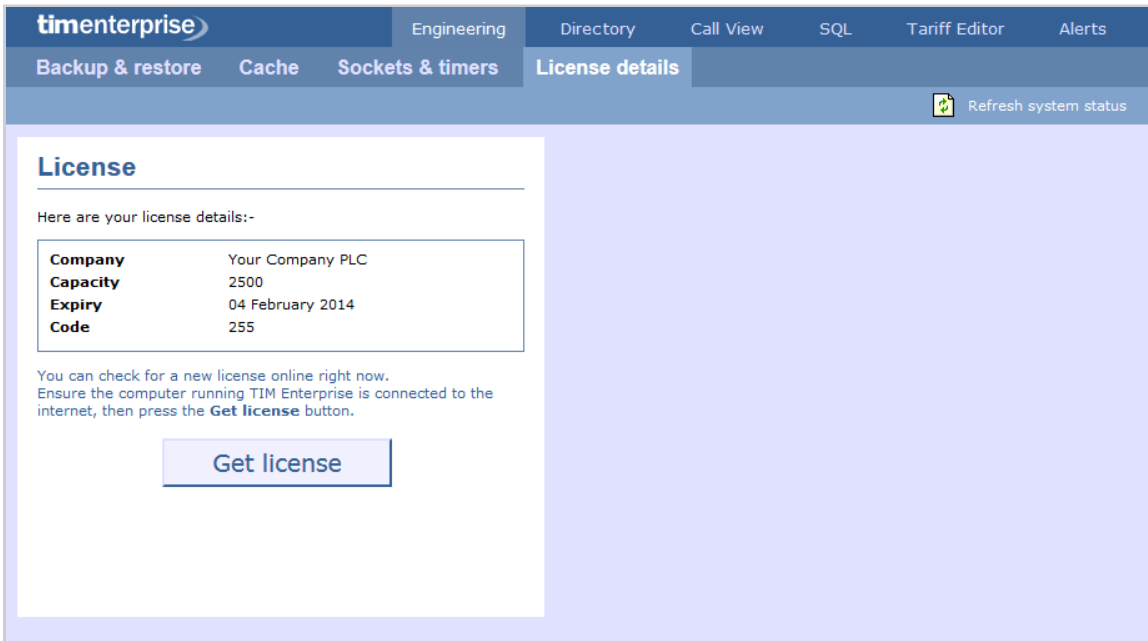 timenterprise Engineering Directory Call View SQL Tariff Editor Alerts
Backup & restore Cache Sockets & timers License details
Refresh system status
License
Here are your license details:-
Company Your Company PLC
Capacity 2500
Expiry 04 February 2014
Code 255
You can check for a new license online right now.
Ensure the computer running TIM Enterprise is connected to the
internet, then press the Get license button.
Get license